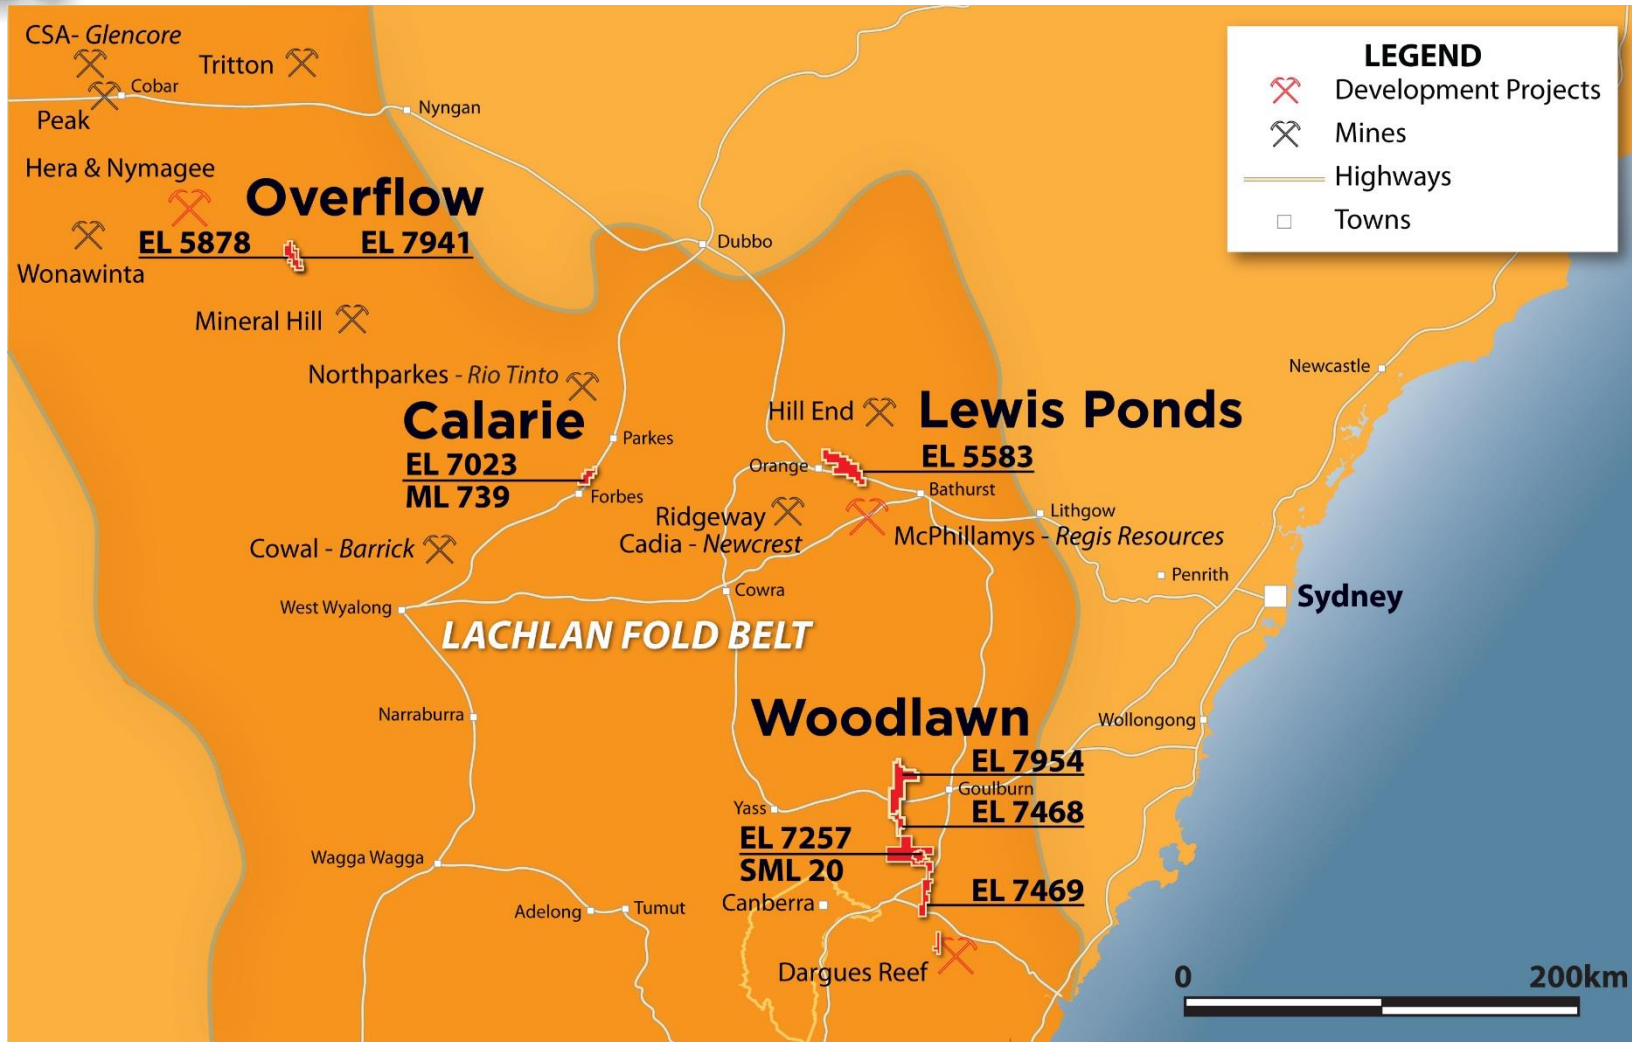 CSA- Glencore
Tritton
Cobar
Peak
Nyngan
Hera & Nymagee
Overflow
EL 5878
EL 7941
Wonawinta
Mineral Hill
Dubbo
LEGEND
Development Projects
Mines
Highways
Towns
Newcastle
Northparkes - Rio Tinto
Calarie
EL 7023
ML 739
Parkes
Forbes
Hill End
Lewis Ponds
EL 5583
Orange
Bathurst
Lithgow
Ridgeway
Cadia - Newcrest
McPhillamys - Regis Resources
Cowal - Barrick
Penrith
Cowra
Sydney
West Wyalong
LACHLAN FOLD BELT
Narraburra
Woodlawn
Wollongong
EL 7954
Goulburn
Yass
EL 7468
EL 7257
SML 20
Wagga Wagga
EL 7469
Canberra
Adelong
Tumut
Dargues Reef
0
200km